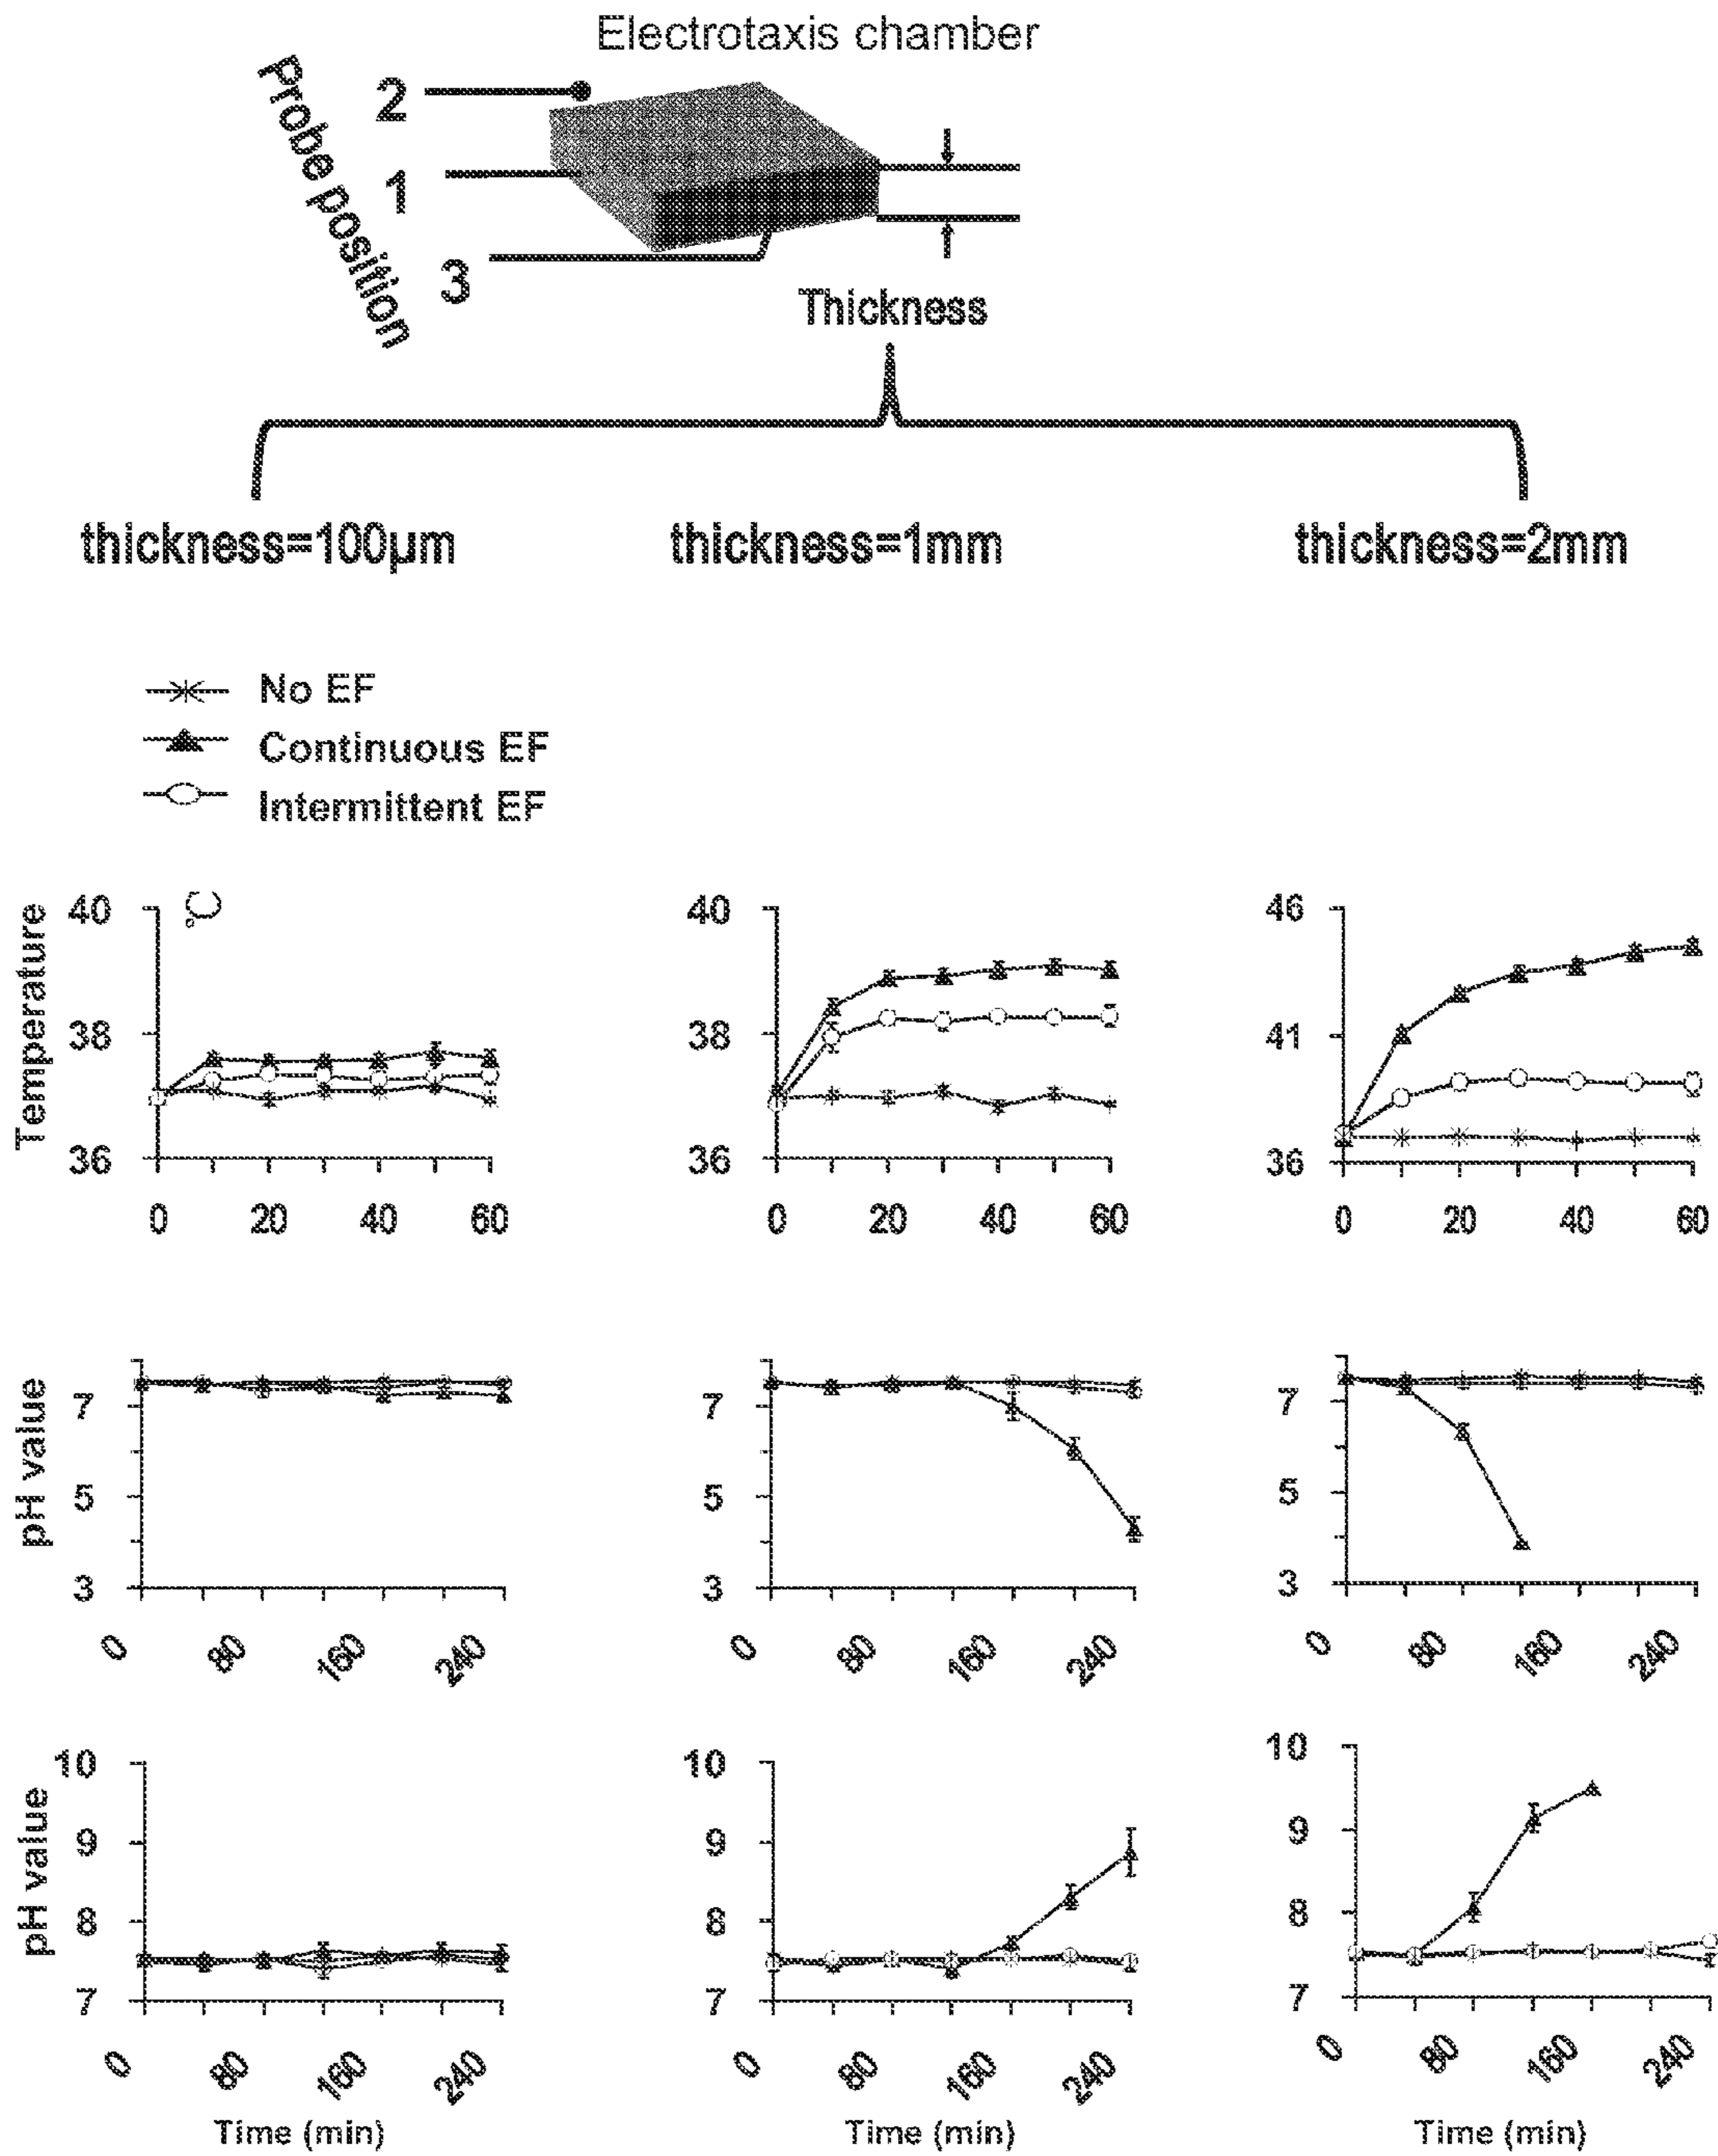 Electrotaxis chamber
Probe position
2
1
3
Thickness
thickness=100µm
thickness=1mm
thickness=2mm
No EF
Continuous EF
Intermittent EF
Temperature
40
38
36
0 20 40 60
°C
40
38
36
0 20 40 60
46
41
36
0 20 40 60
pH value
7
5
3
0 80 160 240
7
5
3
0 80 160 240
7
5
3
0 80 160 240
pH value
10
9
8
7
0 80 160 240
Time (min)
10
9
8
7
0 80 160 240
Time (min)
10
9
8
7
0 80 160 240
Time (min)